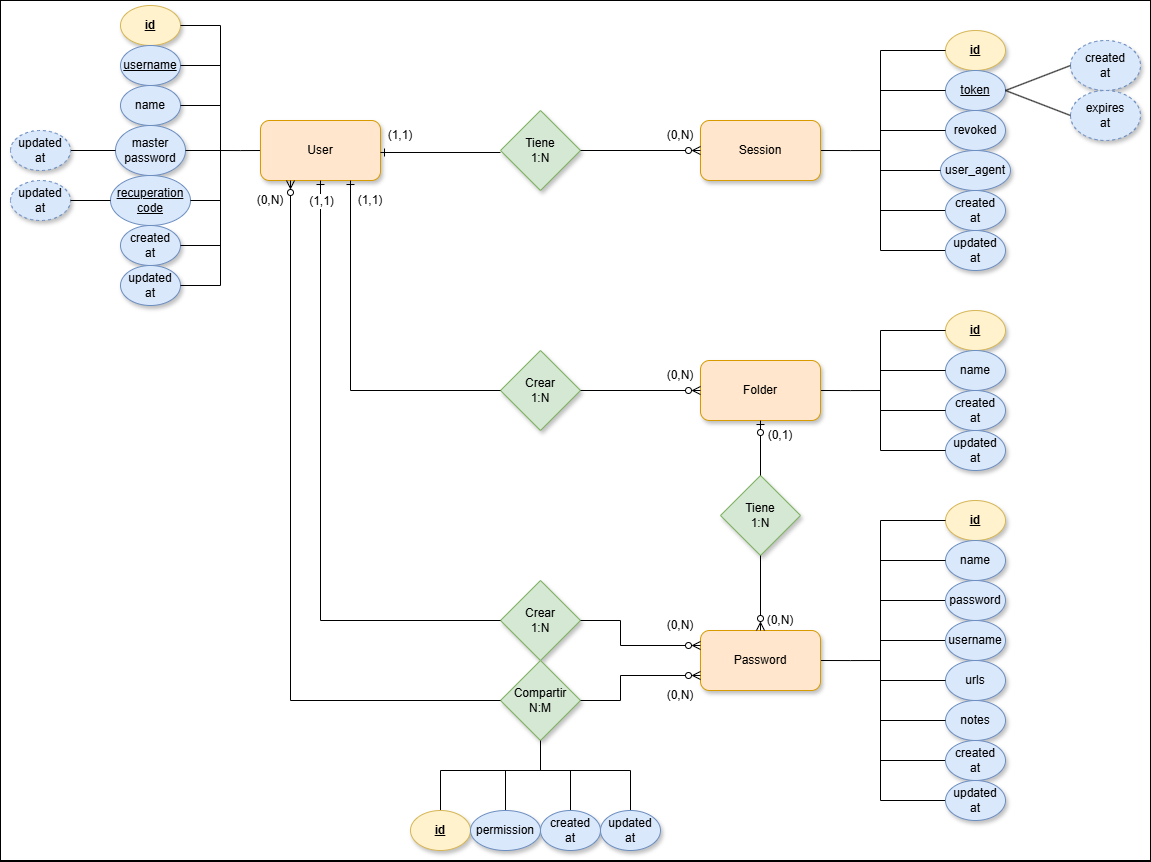 id
username
name
master
password
updated
at
recuperation
code
updated
at
created
at
updated
at
User
(1,1)
(0,N)
(1,1)
(1,1)
Tiene
1:N
(0,N)
Session
id
token
created
at
expires
at
revoked
user_agent
created
at
updated
at
Crear
1:N
(0,N)
Folder
(0,1)
id
name
created
at
updated
at
Tiene
1:N
(0,N)
Crear
1:N
(0,N)
Password
Compartir
N:M
(0,N)
id
name
password
username
urls
notes
created
at
updated
at
id
permission
created
at
updated
at